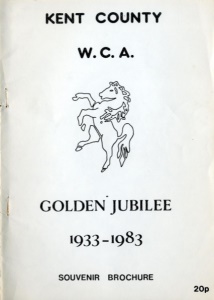 KENT COUNTY
W. C. A.
GOLDEN JUBILEE
1933-1983
SOUVENIR BROCHURE
20p